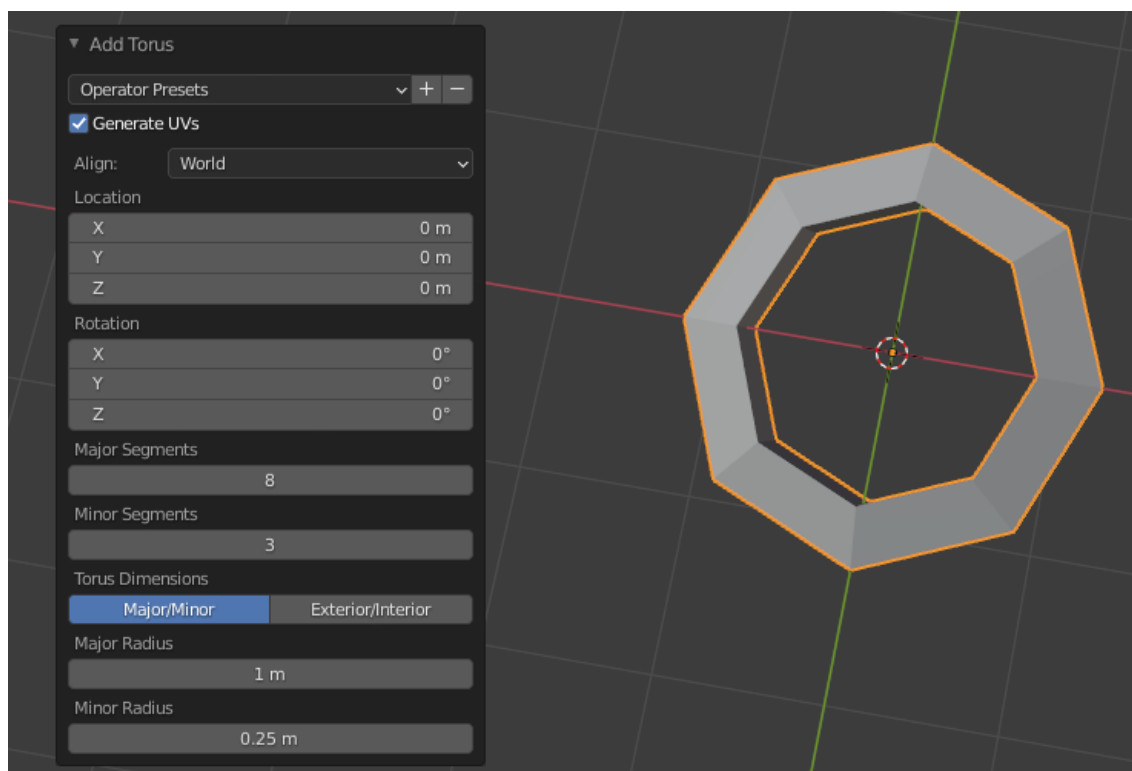 Add Torus
Operator Presets
Generate UVs
Align: World
Location
X 0 m
Y 0 m
Z 0 m
Rotation
X 0°
Y 0°
Z 0°
Major Segments
8
Minor Segments
3
Torus Dimensions
Major/Minor Exterior/Interior
Major Radius
1 m
Minor Radius
0.25 m